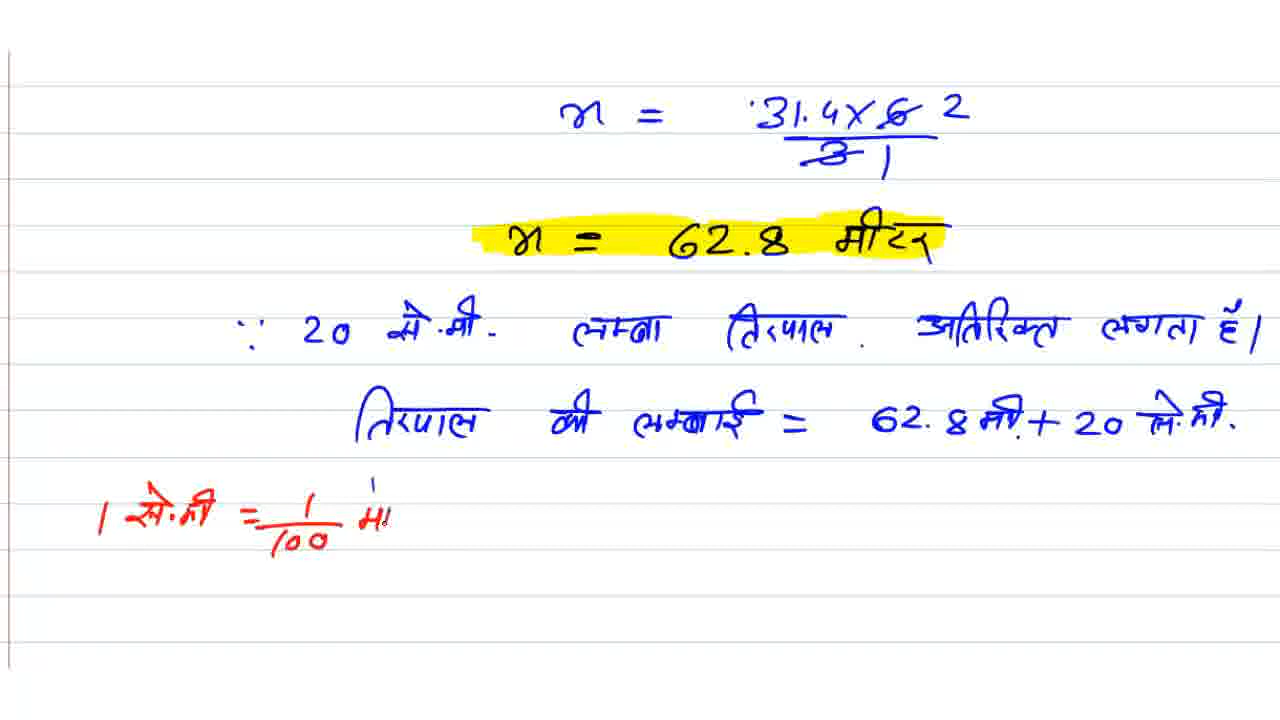 x = 31.4×6 2
3 1
x = 62.8 मीटर
∵ 20 से.मी. लम्बा तिरपाल अतिरिक्त लगता है।
तिरपाल की लम्बाई = 62.8 मी. + 20 से.मी.
1 से.मी = 1/100 मी